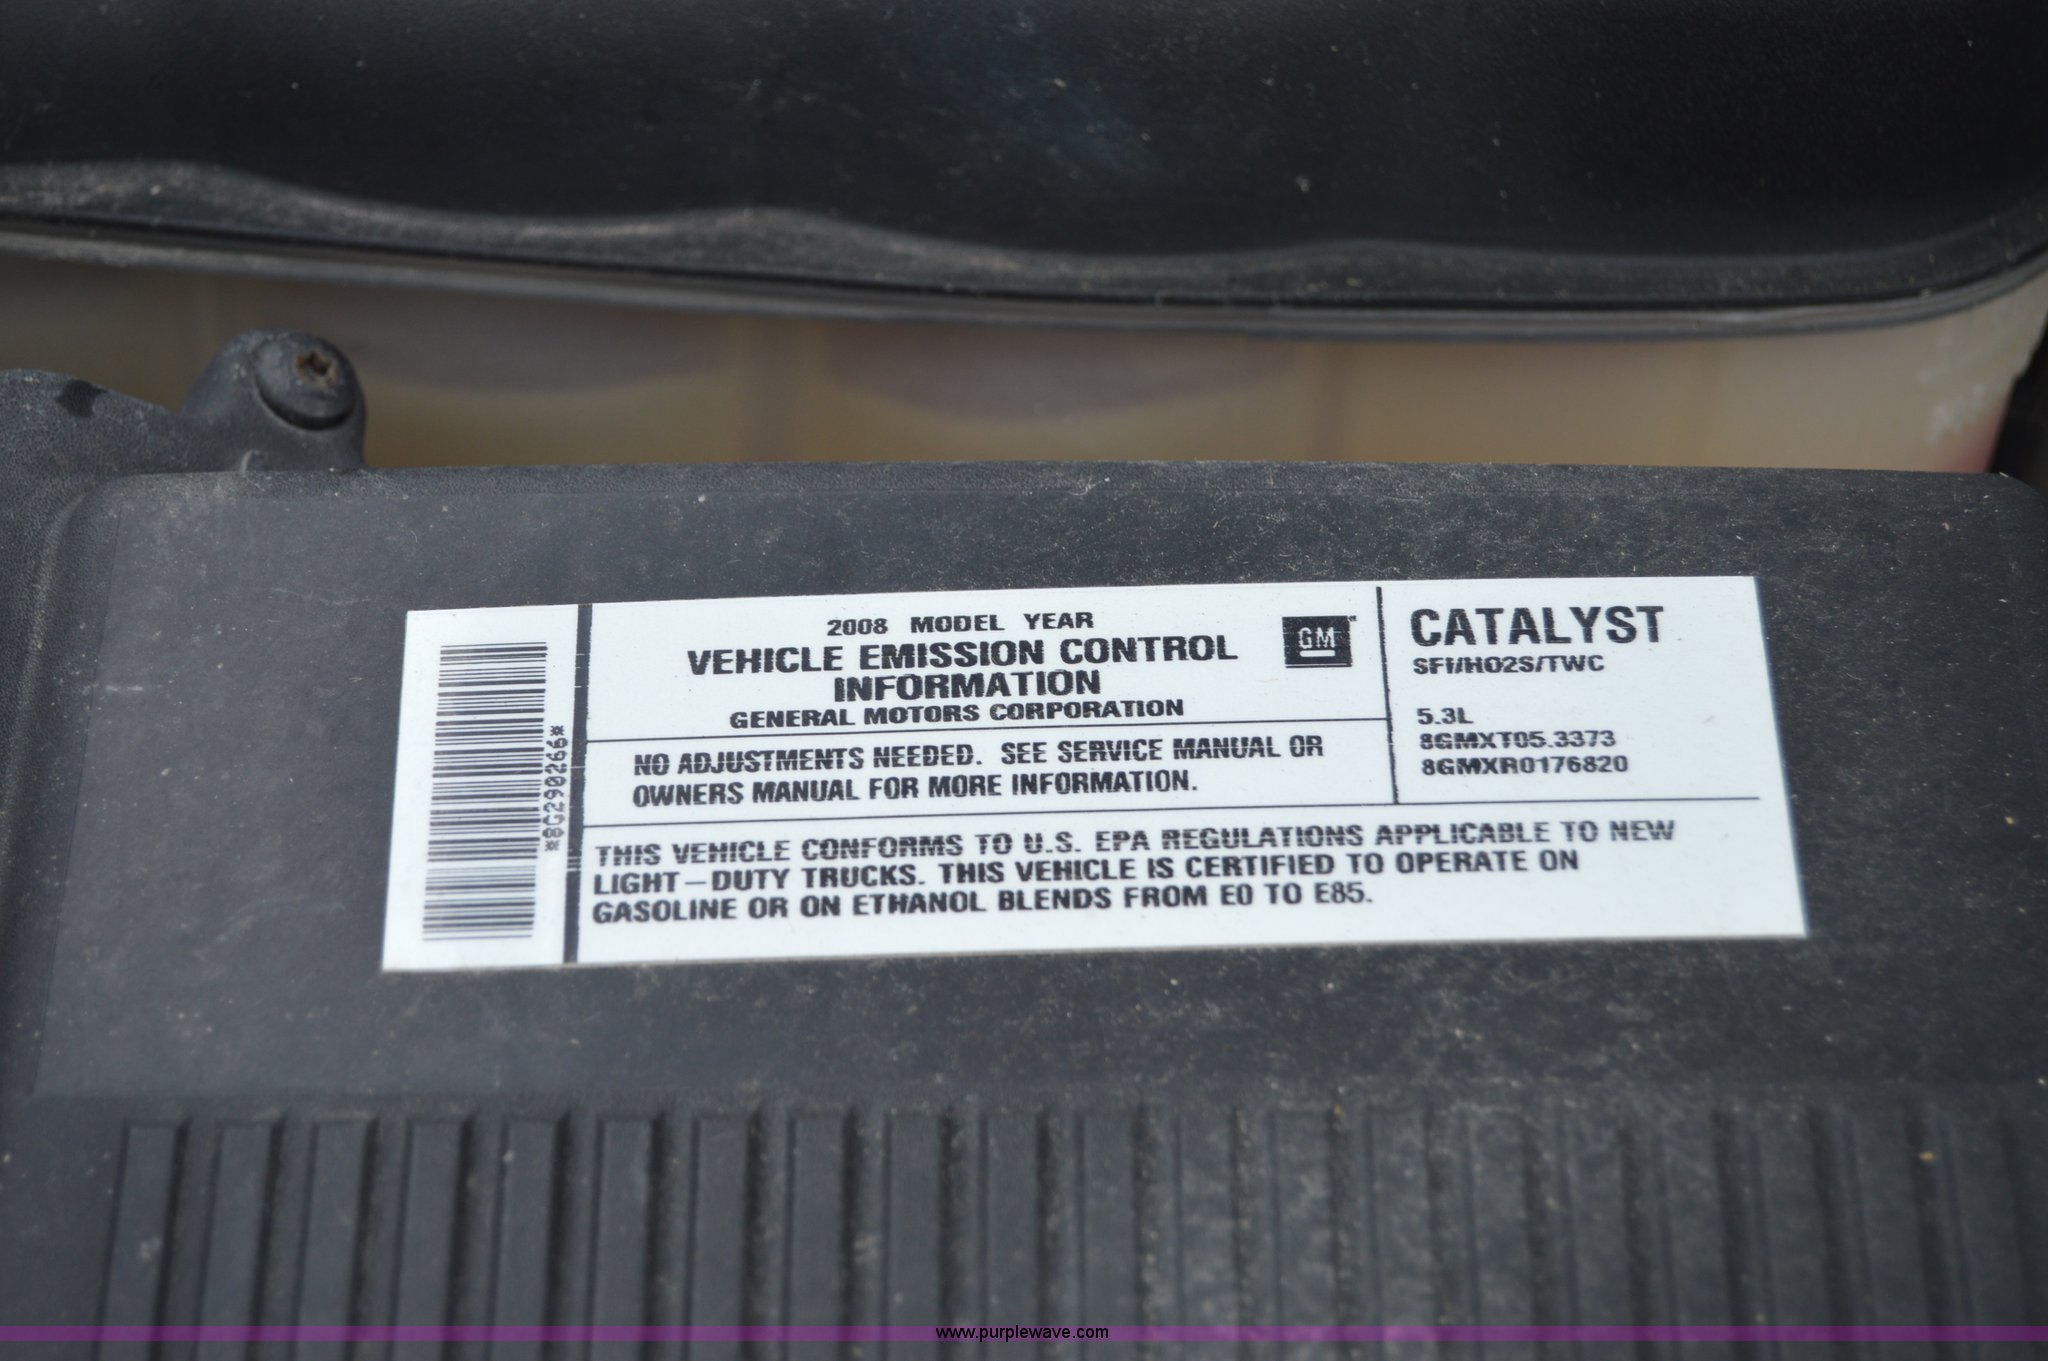 2008 MODEL YEAR
VEHICLE EMISSION CONTROL
INFORMATION
GENERAL MOTORS CORPORATION
GM
NO ADJUSTMENTS NEEDED. SEE SERVICE MANUAL OR
OWNERS MANUAL FOR MORE INFORMATION.
CATALYST
SFI/HO2S/TWC
5.3L
8GMXT05.3373
8GMXR0176820
THIS VEHICLE CONFORMS TO U.S. EPA REGULATIONS APPLICABLE TO NEW
LIGHT-DUTY TRUCKS. THIS VEHICLE IS CERTIFIED TO OPERATE ON
GASOLINE OR ON ETHANOL BLENDS FROM E0 TO E85.
*8G290266*
www.purplewave.com